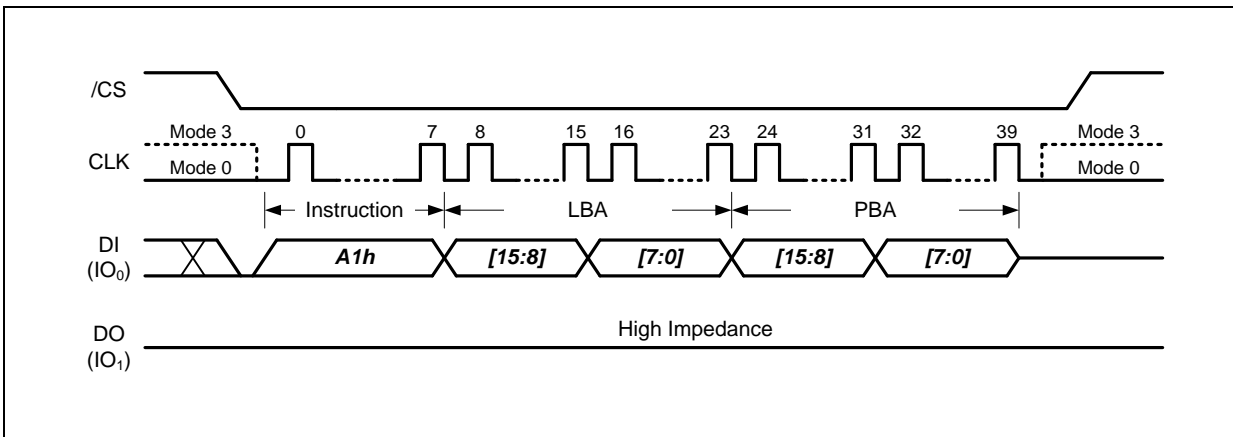 /CS
Mode 3 0 7 8 15 16 23 24 31 32 39 Mode 3
CLK
Mode 0 Mode 0
Instruction LBA PBA
DI
(IO₀)
A1h [15:8] [7:0] [15:8] [7:0]
High Impedance
DO
(IO₁)